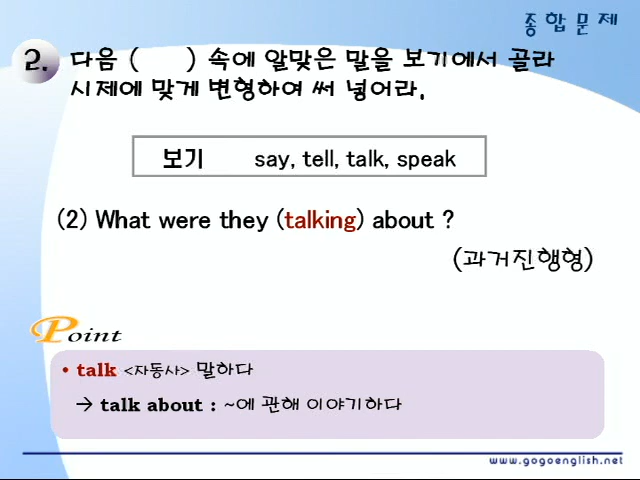 종합문제
2. 다음 (     ) 속에 알맞은 말을 보기에서 골라
시제에 맞게 변형하여 써 넣어라.
보기 say, tell, talk, speak
(2) What were they (talking) about ?
(과거진행형)
Point
• talk <자동사> 말하다
→ talk about : ~에 관해 이야기하다
www.gogoenglish.net